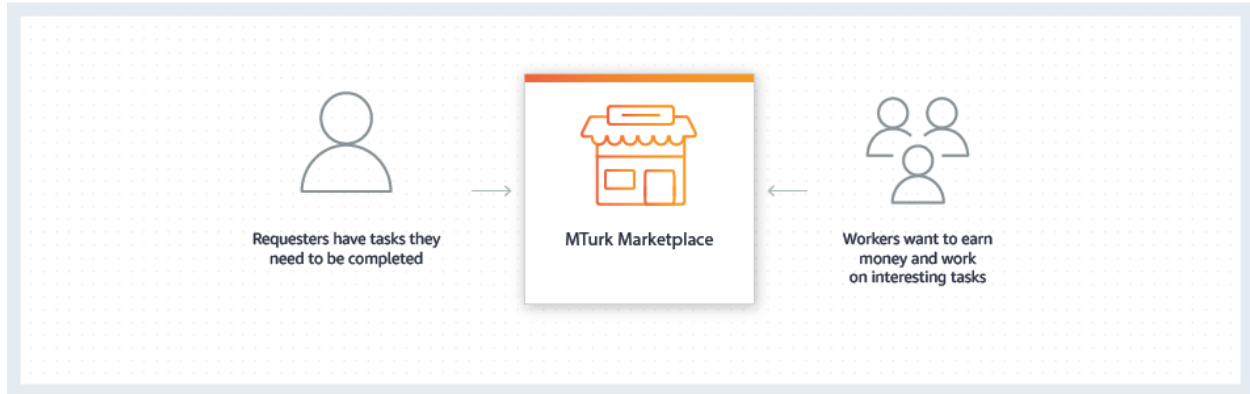 Requesters have tasks they
need to be completed
MTurk Marketplace
Workers want to earn
money and work
on interesting tasks